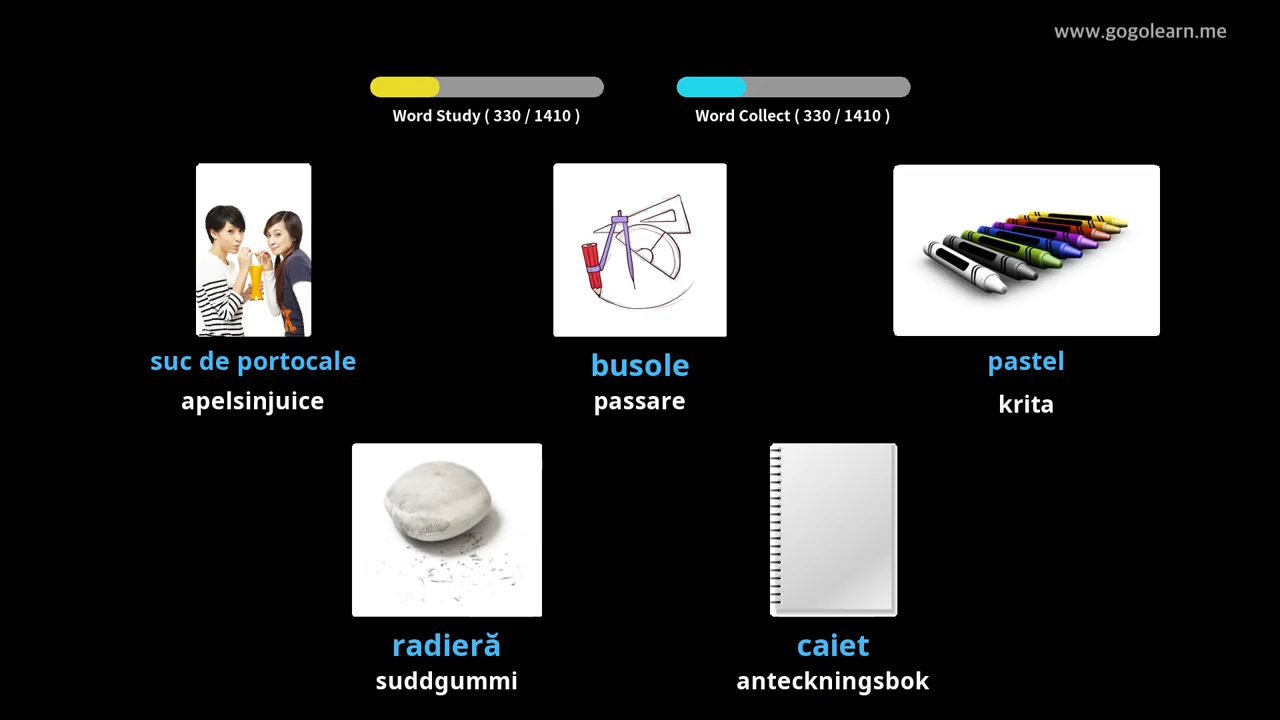 www.gogolearn.me
Word Study ( 330 / 1410 )
Word Collect ( 330 / 1410 )
suc de portocale
apelsinjuice
busole
passare
pastel
krita
radieră
suddgummi
caiet
anteckningsbok